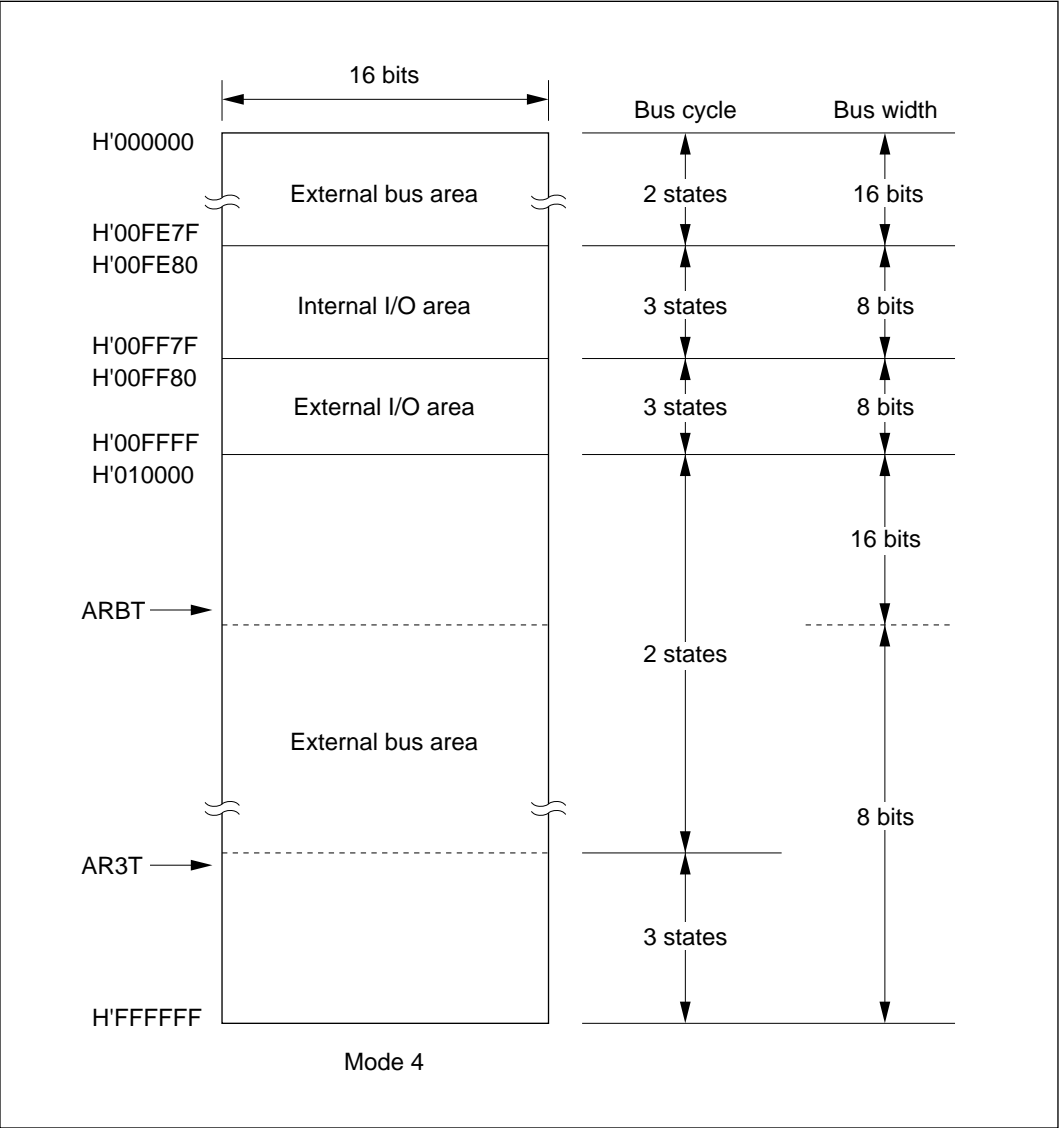 16 bits
Bus cycle
Bus width
H'000000
External bus area
2 states
16 bits
H'00FE7F
H'00FE80
Internal I/O area
3 states
8 bits
H'00FF7F
H'00FF80
External I/O area
3 states
8 bits
H'00FFFF
H'010000
16 bits
ARBT
2 states
External bus area
8 bits
AR3T
3 states
H'FFFFFF
Mode 4